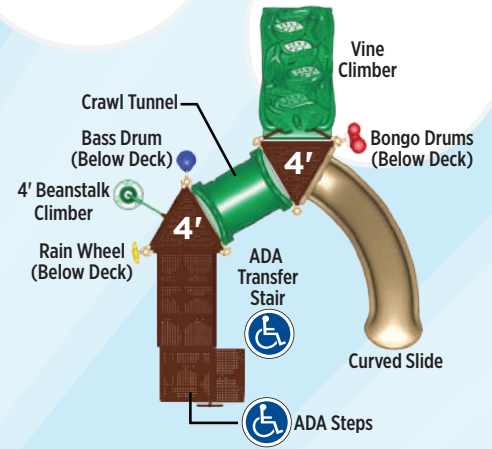 Vine
Climber
Crawl Tunnel
Bass Drum
(Below Deck)
Bongo Drums
(Below Deck)
4'
4' Beanstalk
Climber
4'
Rain Wheel
(Below Deck)
ADA
Transfer
Stair
Curved Slide
ADA Steps